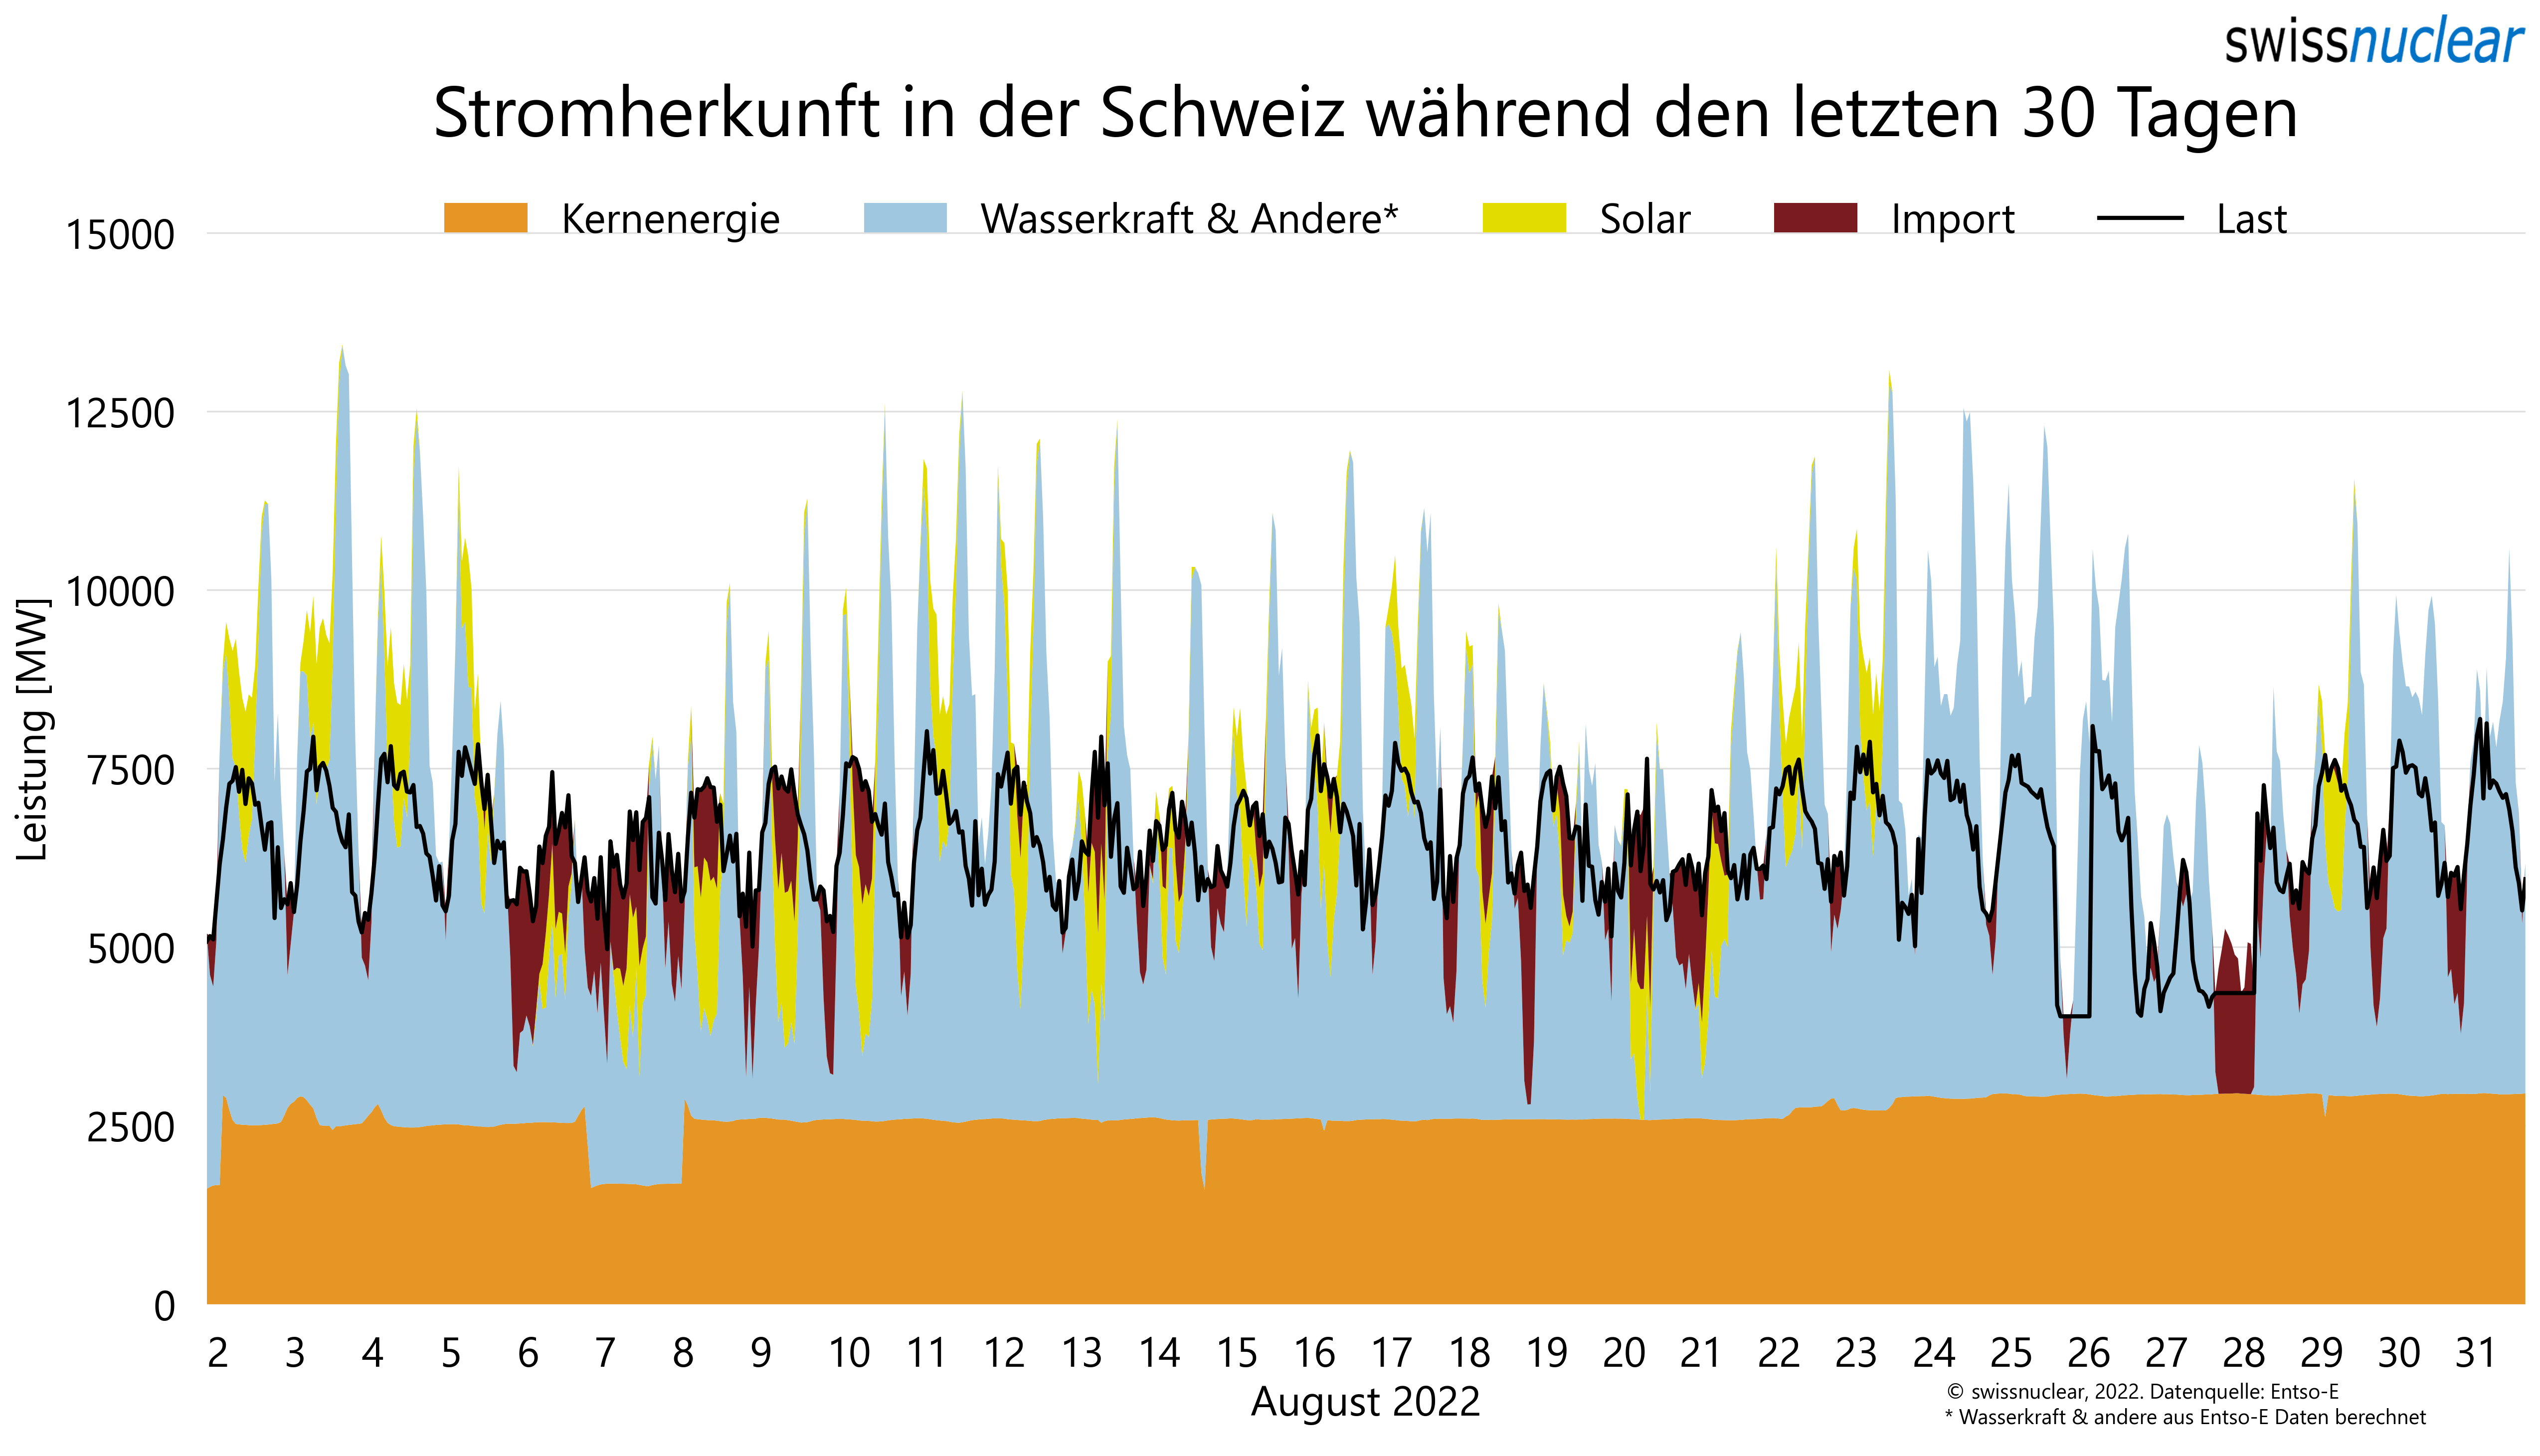 swissnuclear
Stromherkunft in der Schweiz während den letzten 30 Tagen
Kernenergie Wasserkraft & Andere* Solar Import Last
15000
12500
10000
7500
5000
2500
0
Leistung [MW]
2 3 4 5 6 7 8 9 10 11 12 13 14 15 16 17 18 19 20 21 22 23 24 25 26 27 28 29 30 31
August 2022
© swissnuclear, 2022. Datenquelle: Entso-E
* Wasserkraft & andere aus Entso-E Daten berechnet